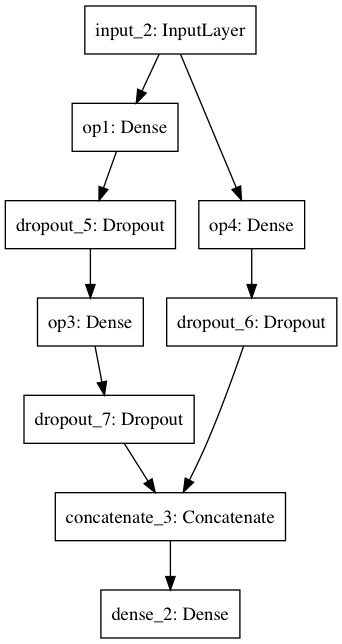 input_2: InputLayer
op1: Dense
dropout_5: Dropout
op4: Dense
op3: Dense
dropout_6: Dropout
dropout_7: Dropout
concatenate_3: Concatenate
dense_2: Dense